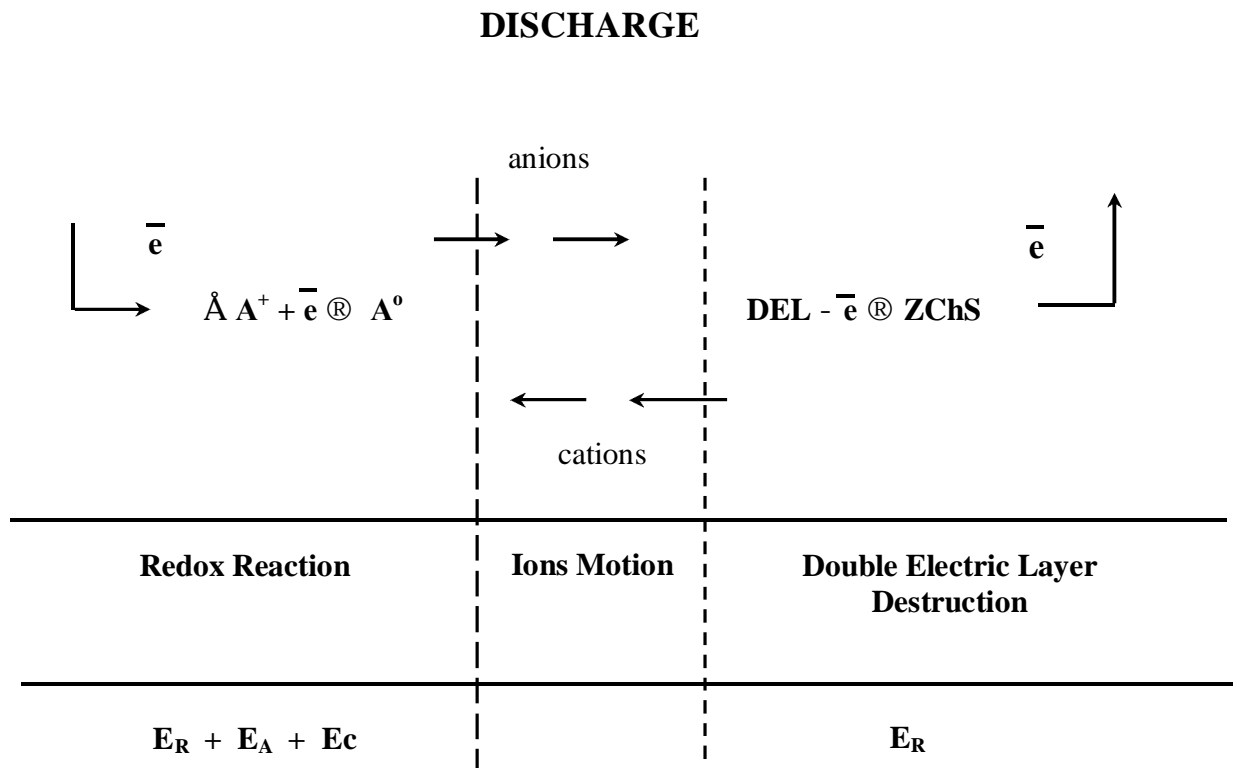 DISCHARGE
anions
e̅
e̅
Å A⁺ + e̅ ® Aᵒ
DEL - e̅ ® ZChS
cations
Redox Reaction
Ions Motion
Double Electric Layer
Destruction
E_R + E_A + Ec
E_R